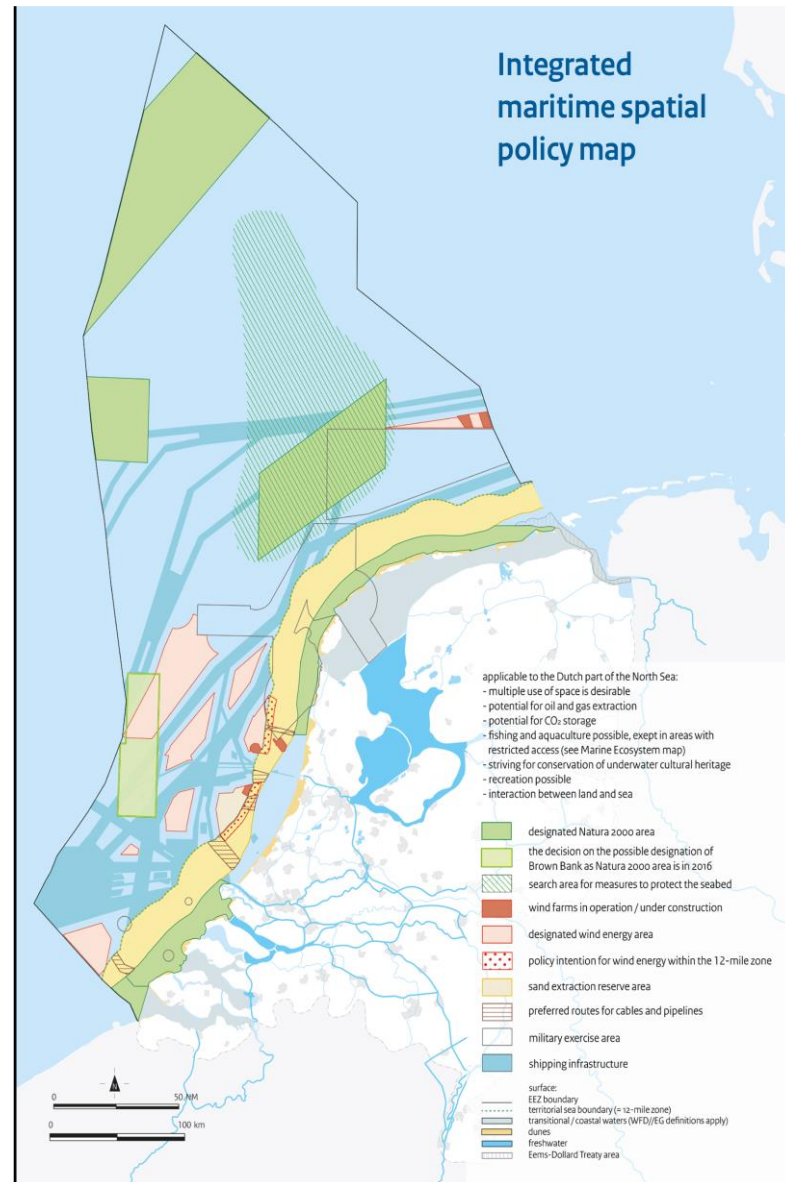 Integrated
maritime spatial
policy map
applicable to the Dutch part of the North Sea:
- multiple use of space is desirable
- potential for oil and gas extraction
- potential for CO₂ storage
- fishing and aquaculture possible, exept in areas with
restricted access (see Marine Ecosystem map)
- striving for conservation of underwater cultural heritage
- recreation possible
- interaction between land and sea
designated Natura 2000 area
the decision on the possible designation of
Brown Bank as Natura 2000 area is in 2016
search area for measures to protect the seabed
wind farms in operation / under construction
designated wind energy area
policy intention for wind energy within the 12-mile zone
sand extraction reserve area
preferred routes for cables and pipelines
military exercise area
shipping infrastructure
surface:
EEZ boundary
territorial sea boundary (= 12-mile zone)
transitional / coastal waters (WFD//EG definitions apply)
dunes
freshwater
Eems-Dollard Treaty area
N
0 50 NM
0 100 km